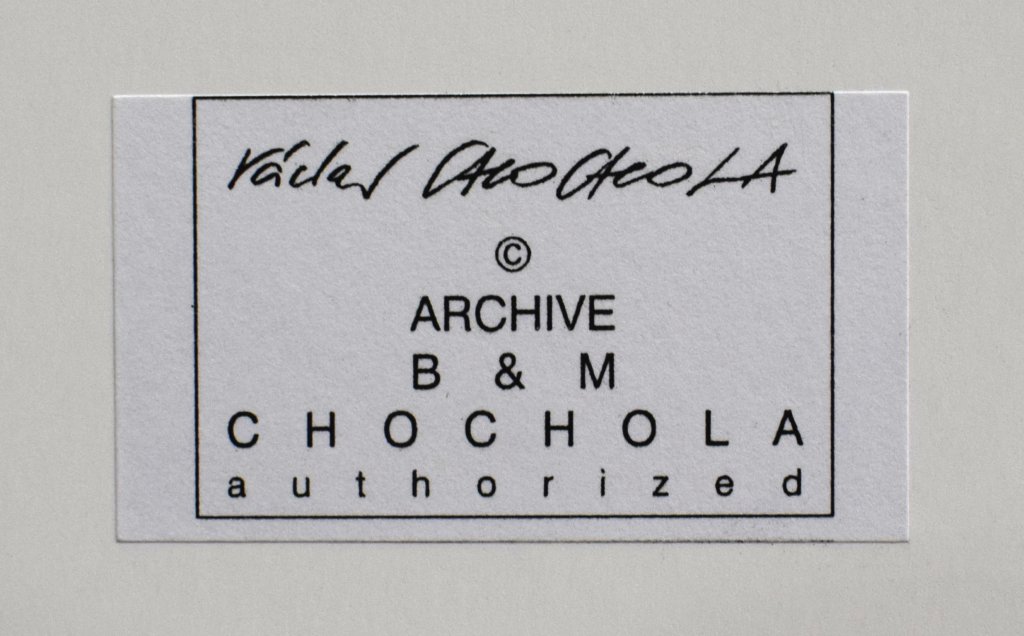 Václav CHOCHOLA
©
ARCHIVE
B & M
CHOCHOLA
authorized